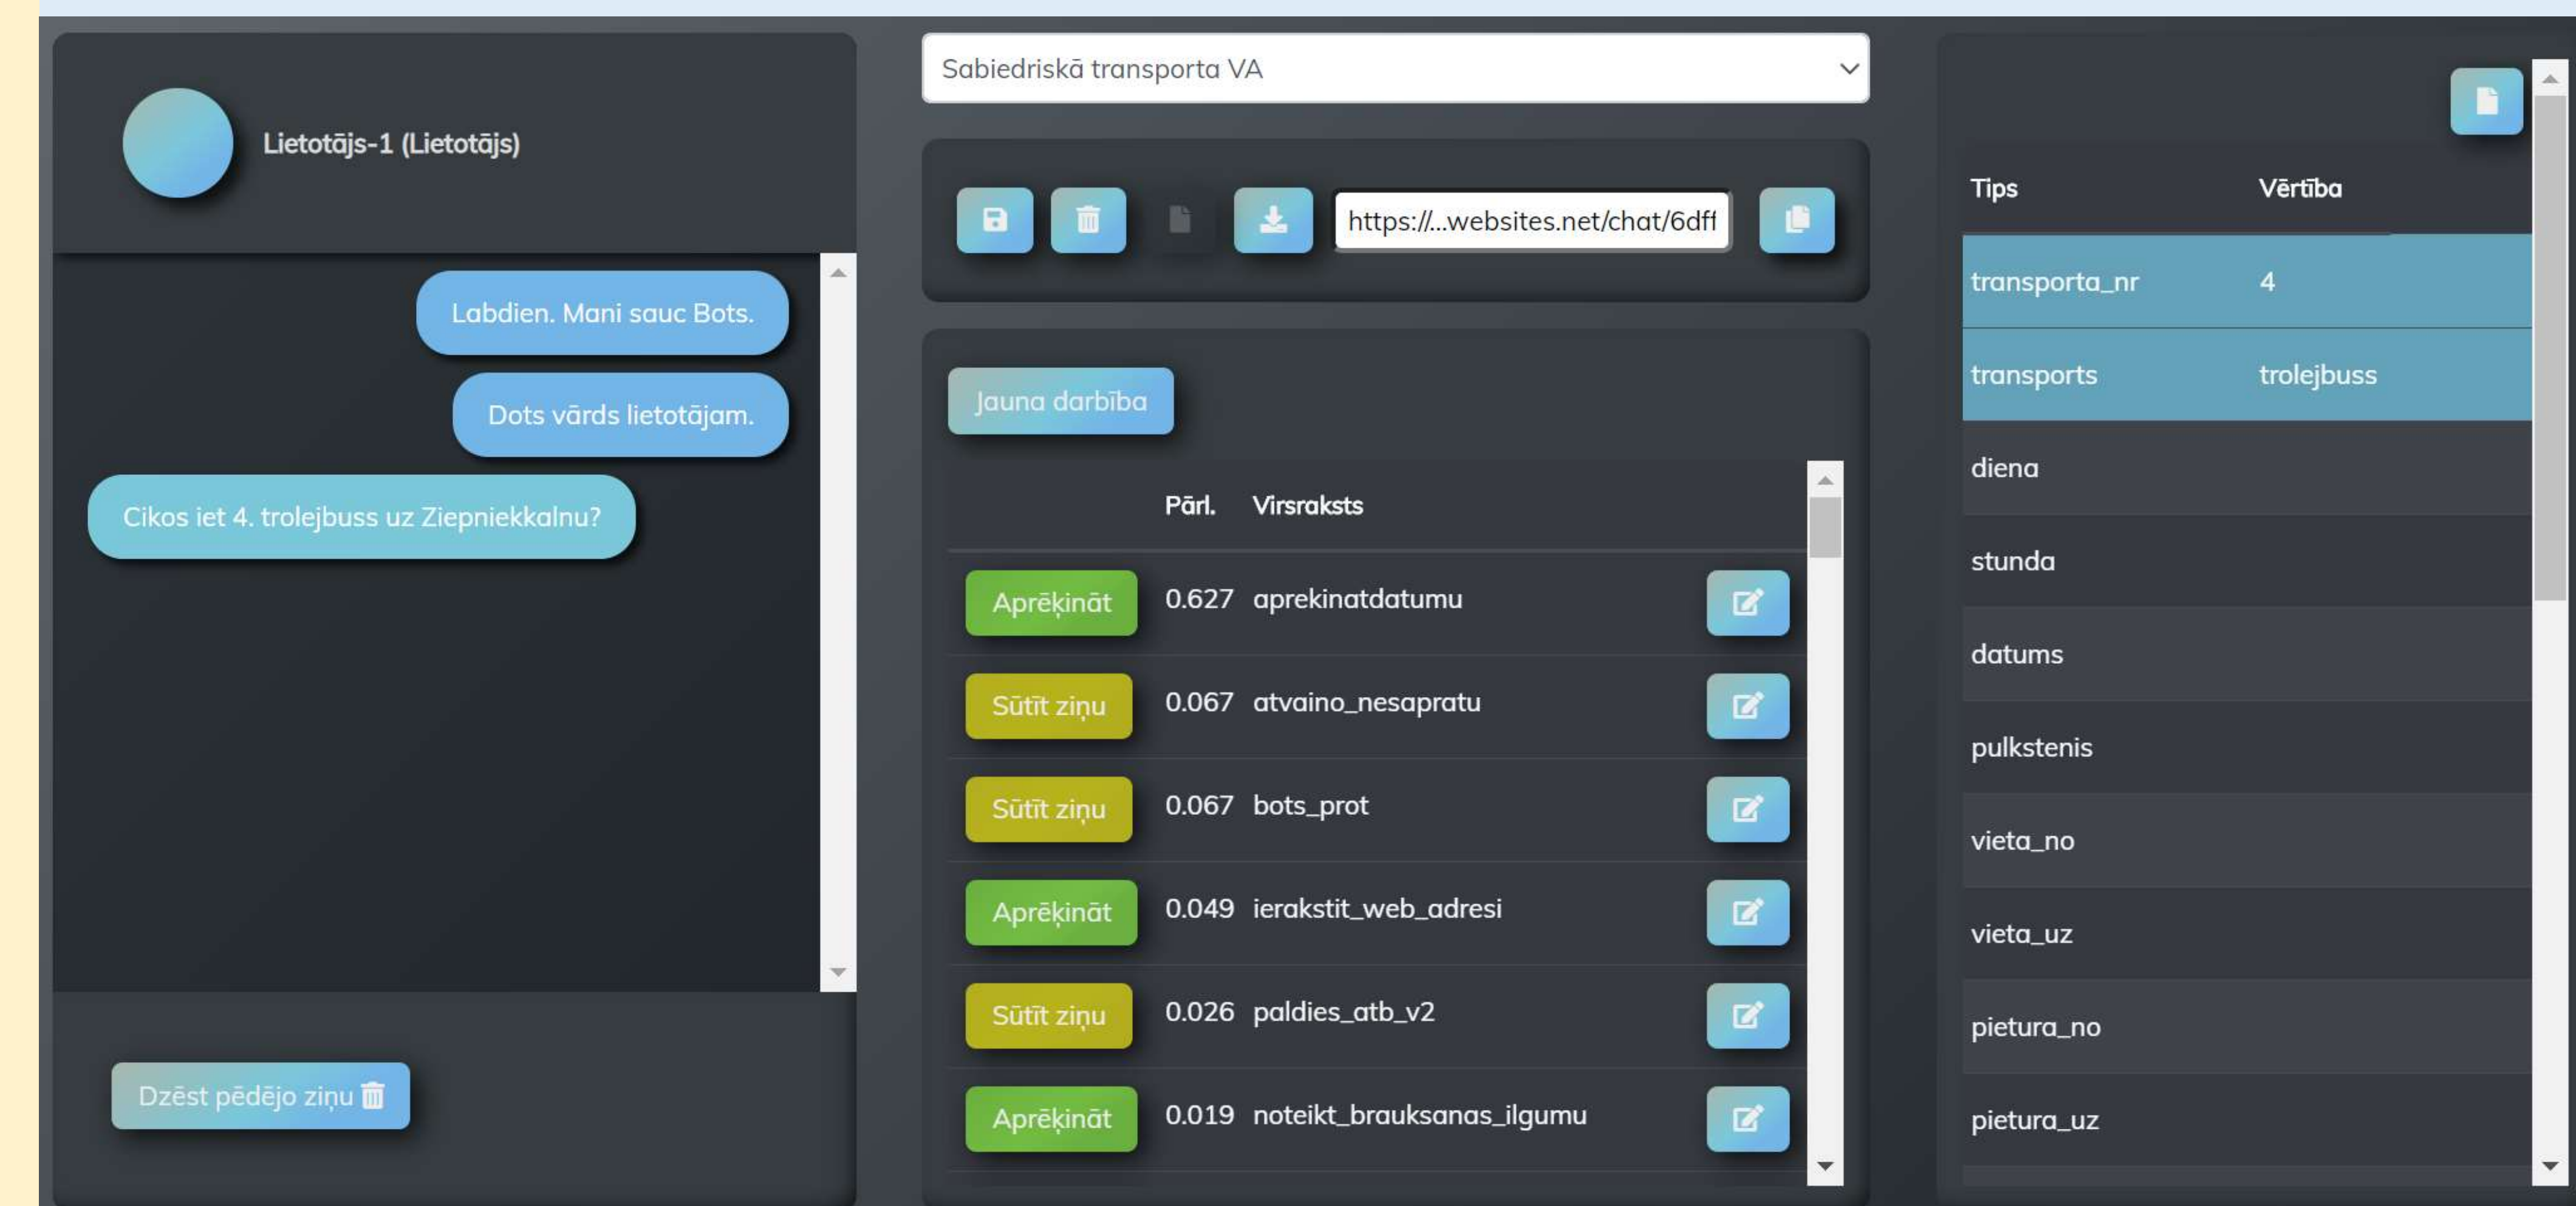 Lietotājs-1 (Lietotājs)
Labdien. Mani sauc Bots.
Dots vārds lietotājam.
Cikos iet 4. trolejbuss uz Ziepniekkalnu?
Dzēst pēdējo ziņu
Sabiedriskā transporta VA
https://...websites.net/chat/6dff
Jauna darbība
Pārl. Virsraksts
Aprēķināt 0.627 aprekinatdatumu
Sūtīt ziņu 0.067 atvaino_nesapratu
Sūtīt ziņu 0.067 bots_prot
Aprēķināt 0.049 ierakstit_web_adresi
Sūtīt ziņu 0.026 paldies_atb_v2
Aprēķināt 0.019 noteikt_brauksanas_ilgumu
Tips Vērtība
transporta_nr 4
transports trolejbuss
diena
stunda
datums
pulkstenis
vieta_no
vieta_uz
pietura_no
pietura_uz